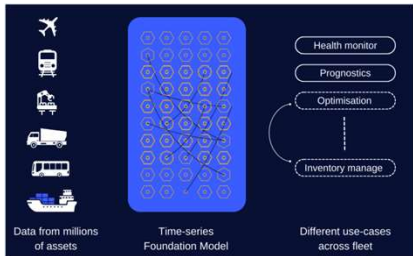 Health monitor
Prognostics
Optimisation
Inventory manage
Data from millions
of assets
Time-series
Foundation Model
Different use-cases
across fleet